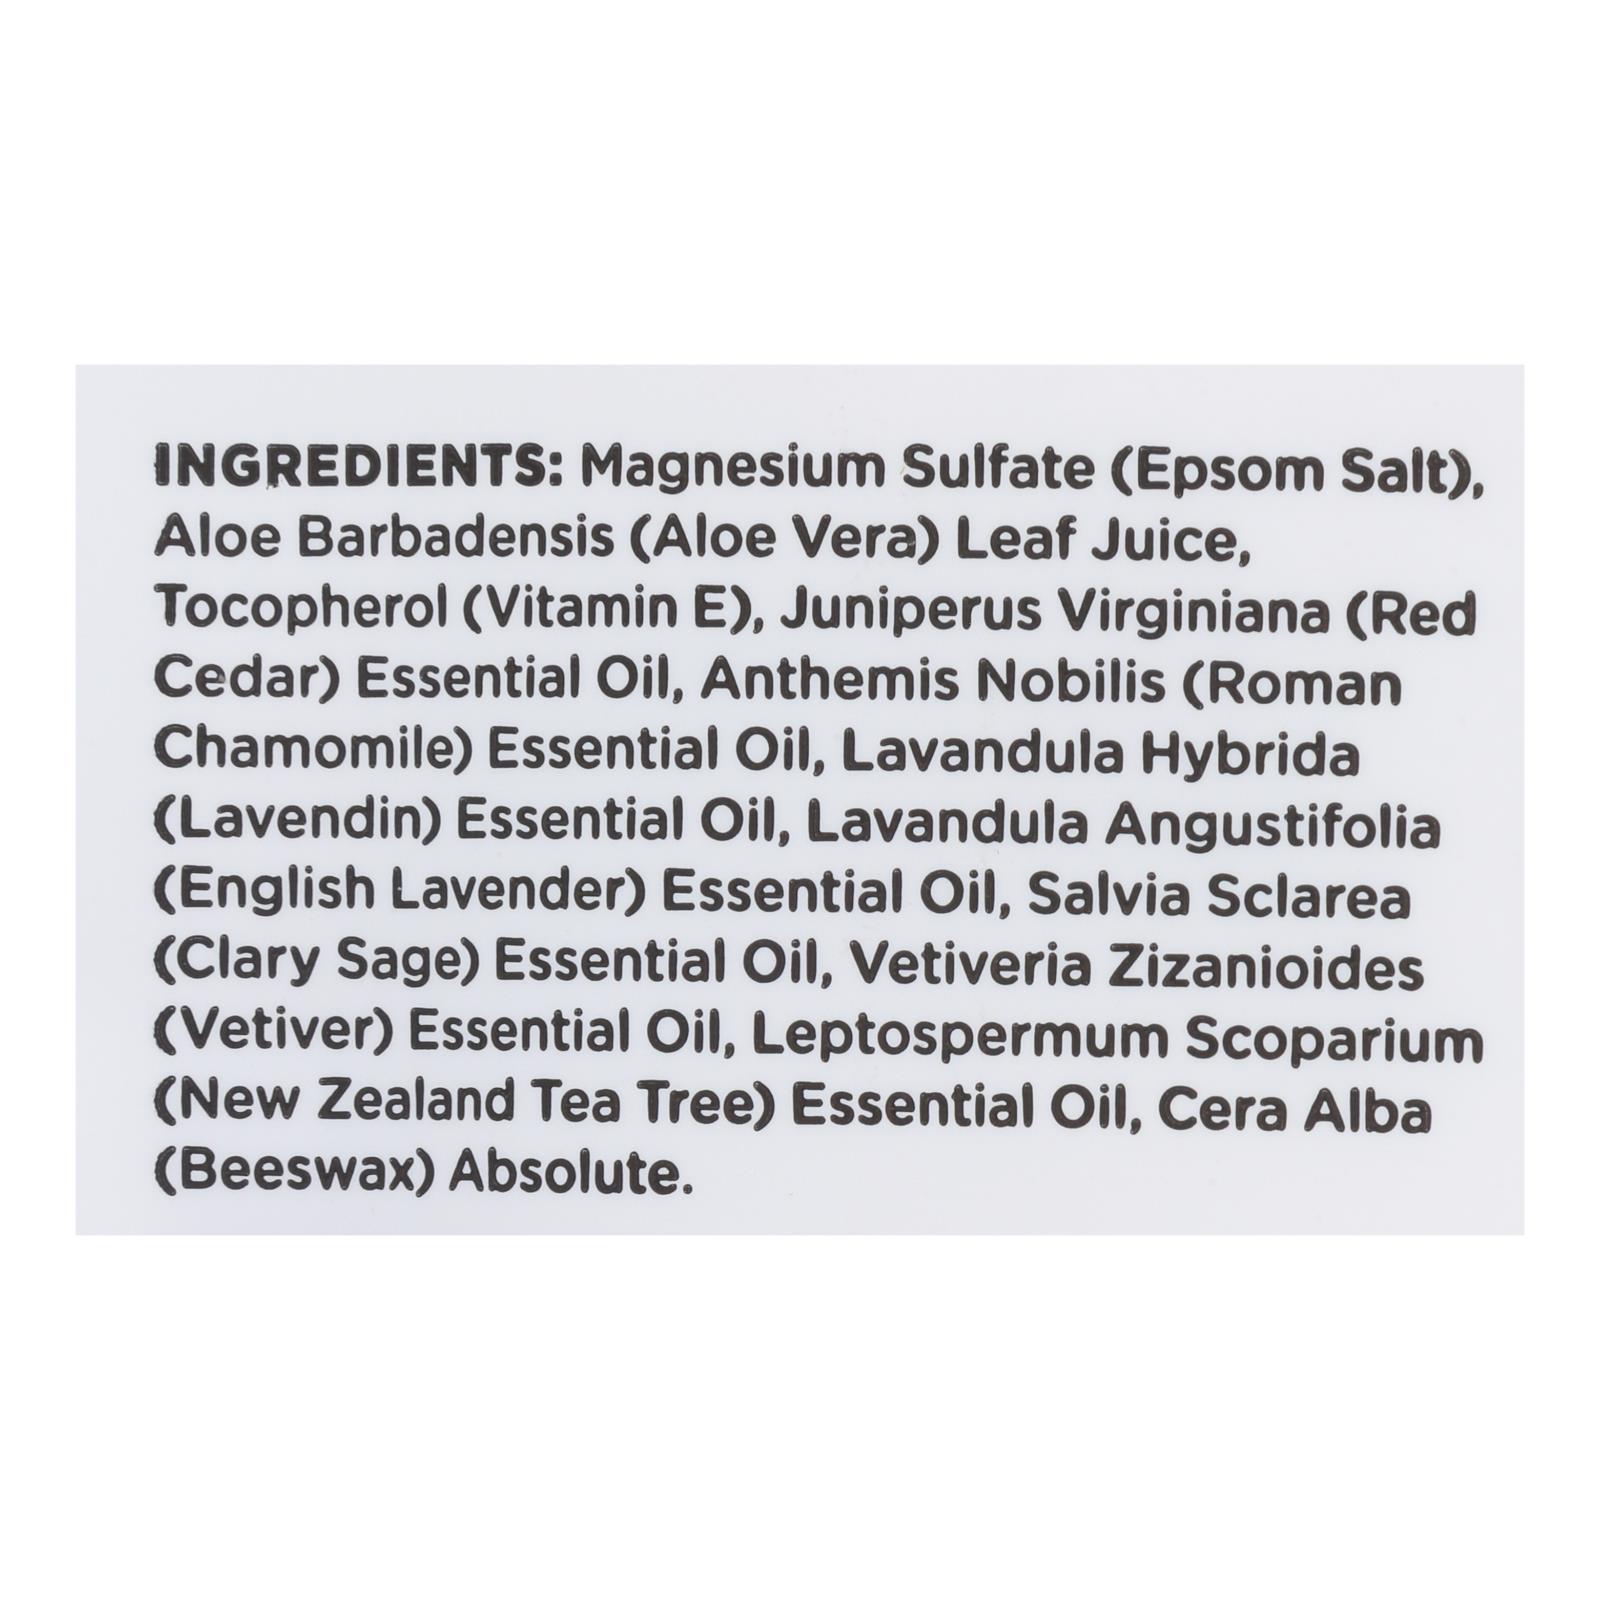 INGREDIENTS: Magnesium Sulfate (Epsom Salt),
Aloe Barbadensis (Aloe Vera) Leaf Juice,
Tocopherol (Vitamin E), Juniperus Virginiana (Red
Cedar) Essential Oil, Anthemis Nobilis (Roman
Chamomile) Essential Oil, Lavandula Hybrida
(Lavendin) Essential Oil, Lavandula Angustifolia
(English Lavender) Essential Oil, Salvia Sclarea
(Clary Sage) Essential Oil, Vetiveria Zizanioides
(Vetiver) Essential Oil, Leptospermum Scoparium
(New Zealand Tea Tree) Essential Oil, Cera Alba
(Beeswax) Absolute.